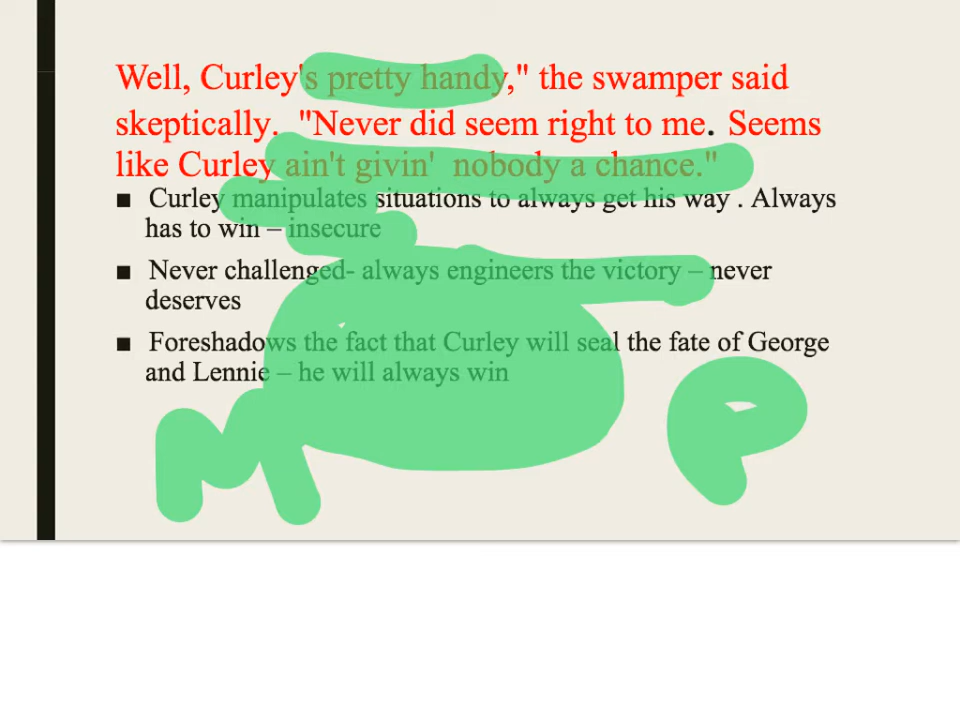 Well, Curley's pretty handy," the swamper said
skeptically.  "Never did seem right to me. Seems
like Curley ain't givin'  nobody a chance."
■ Curley manipulates situations to always get his way . Always
has to win – insecure
■ Never challenged- always engineers the victory – never
deserves
■ Foreshadows the fact that Curley will seal the fate of George
and Lennie – he will always win
M P